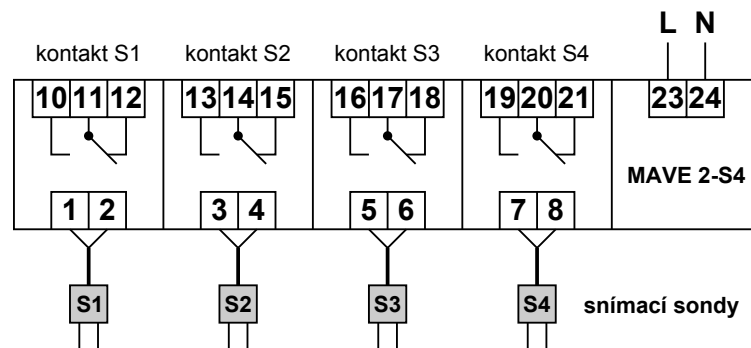 L N
kontakt S1 kontakt S2 kontakt S3 kontakt S4
10 11 12 13 14 15 16 17 18 19 20 21 23 24
MAVE 2-S4
1 2 3 4 5 6 7 8
S1 S2 S3 S4 snímací sondy